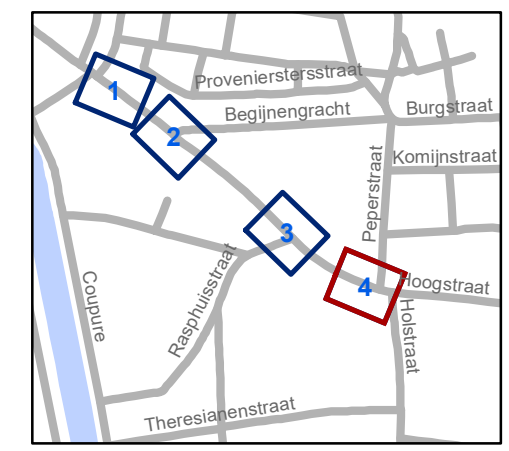 1
Provenierstersstraat
Begijnengracht
Burgstraat
2
Komijnstraat
Peperstraat
3
Rasphuisstraat
Coupure
4
Hoogstraat
Holstraat
Theresianenstraat